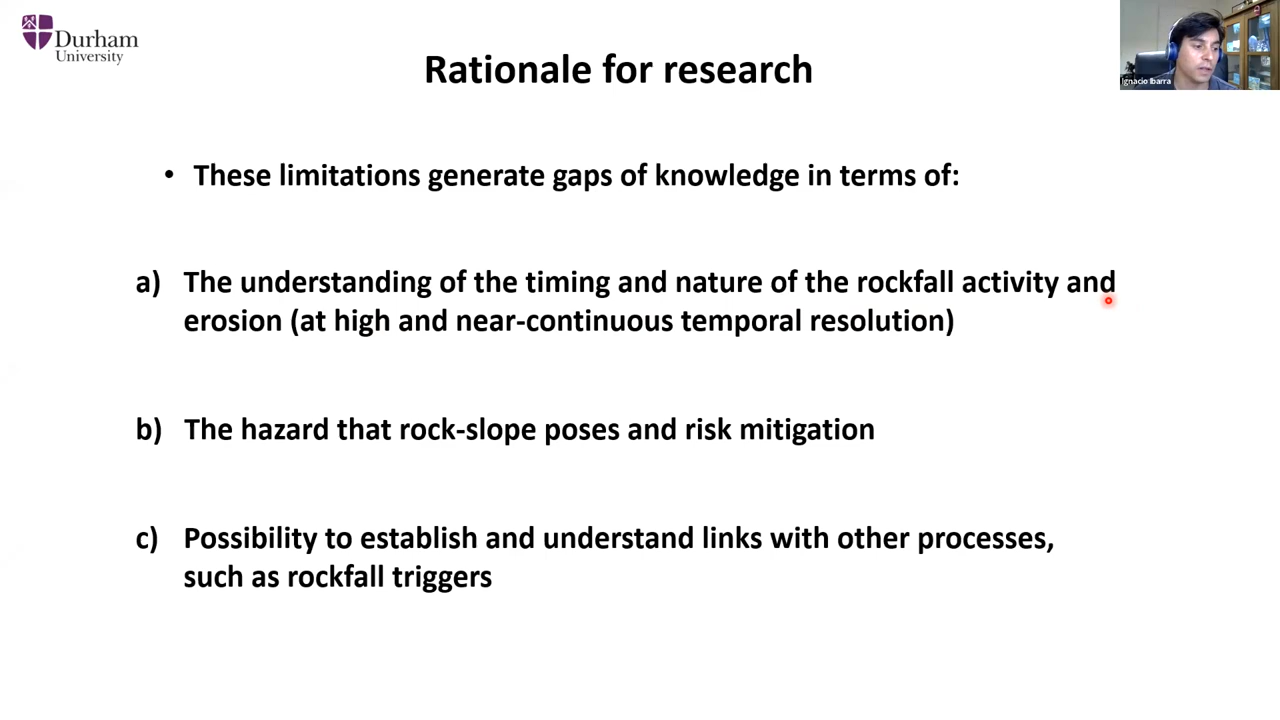 Durham
University
Rationale for research
Ignacio Ibarra
• These limitations generate gaps of knowledge in terms of:
a) The understanding of the timing and nature of the rockfall activity and
erosion (at high and near-continuous temporal resolution)
b) The hazard that rock-slope poses and risk mitigation
c) Possibility to establish and understand links with other processes,
such as rockfall triggers